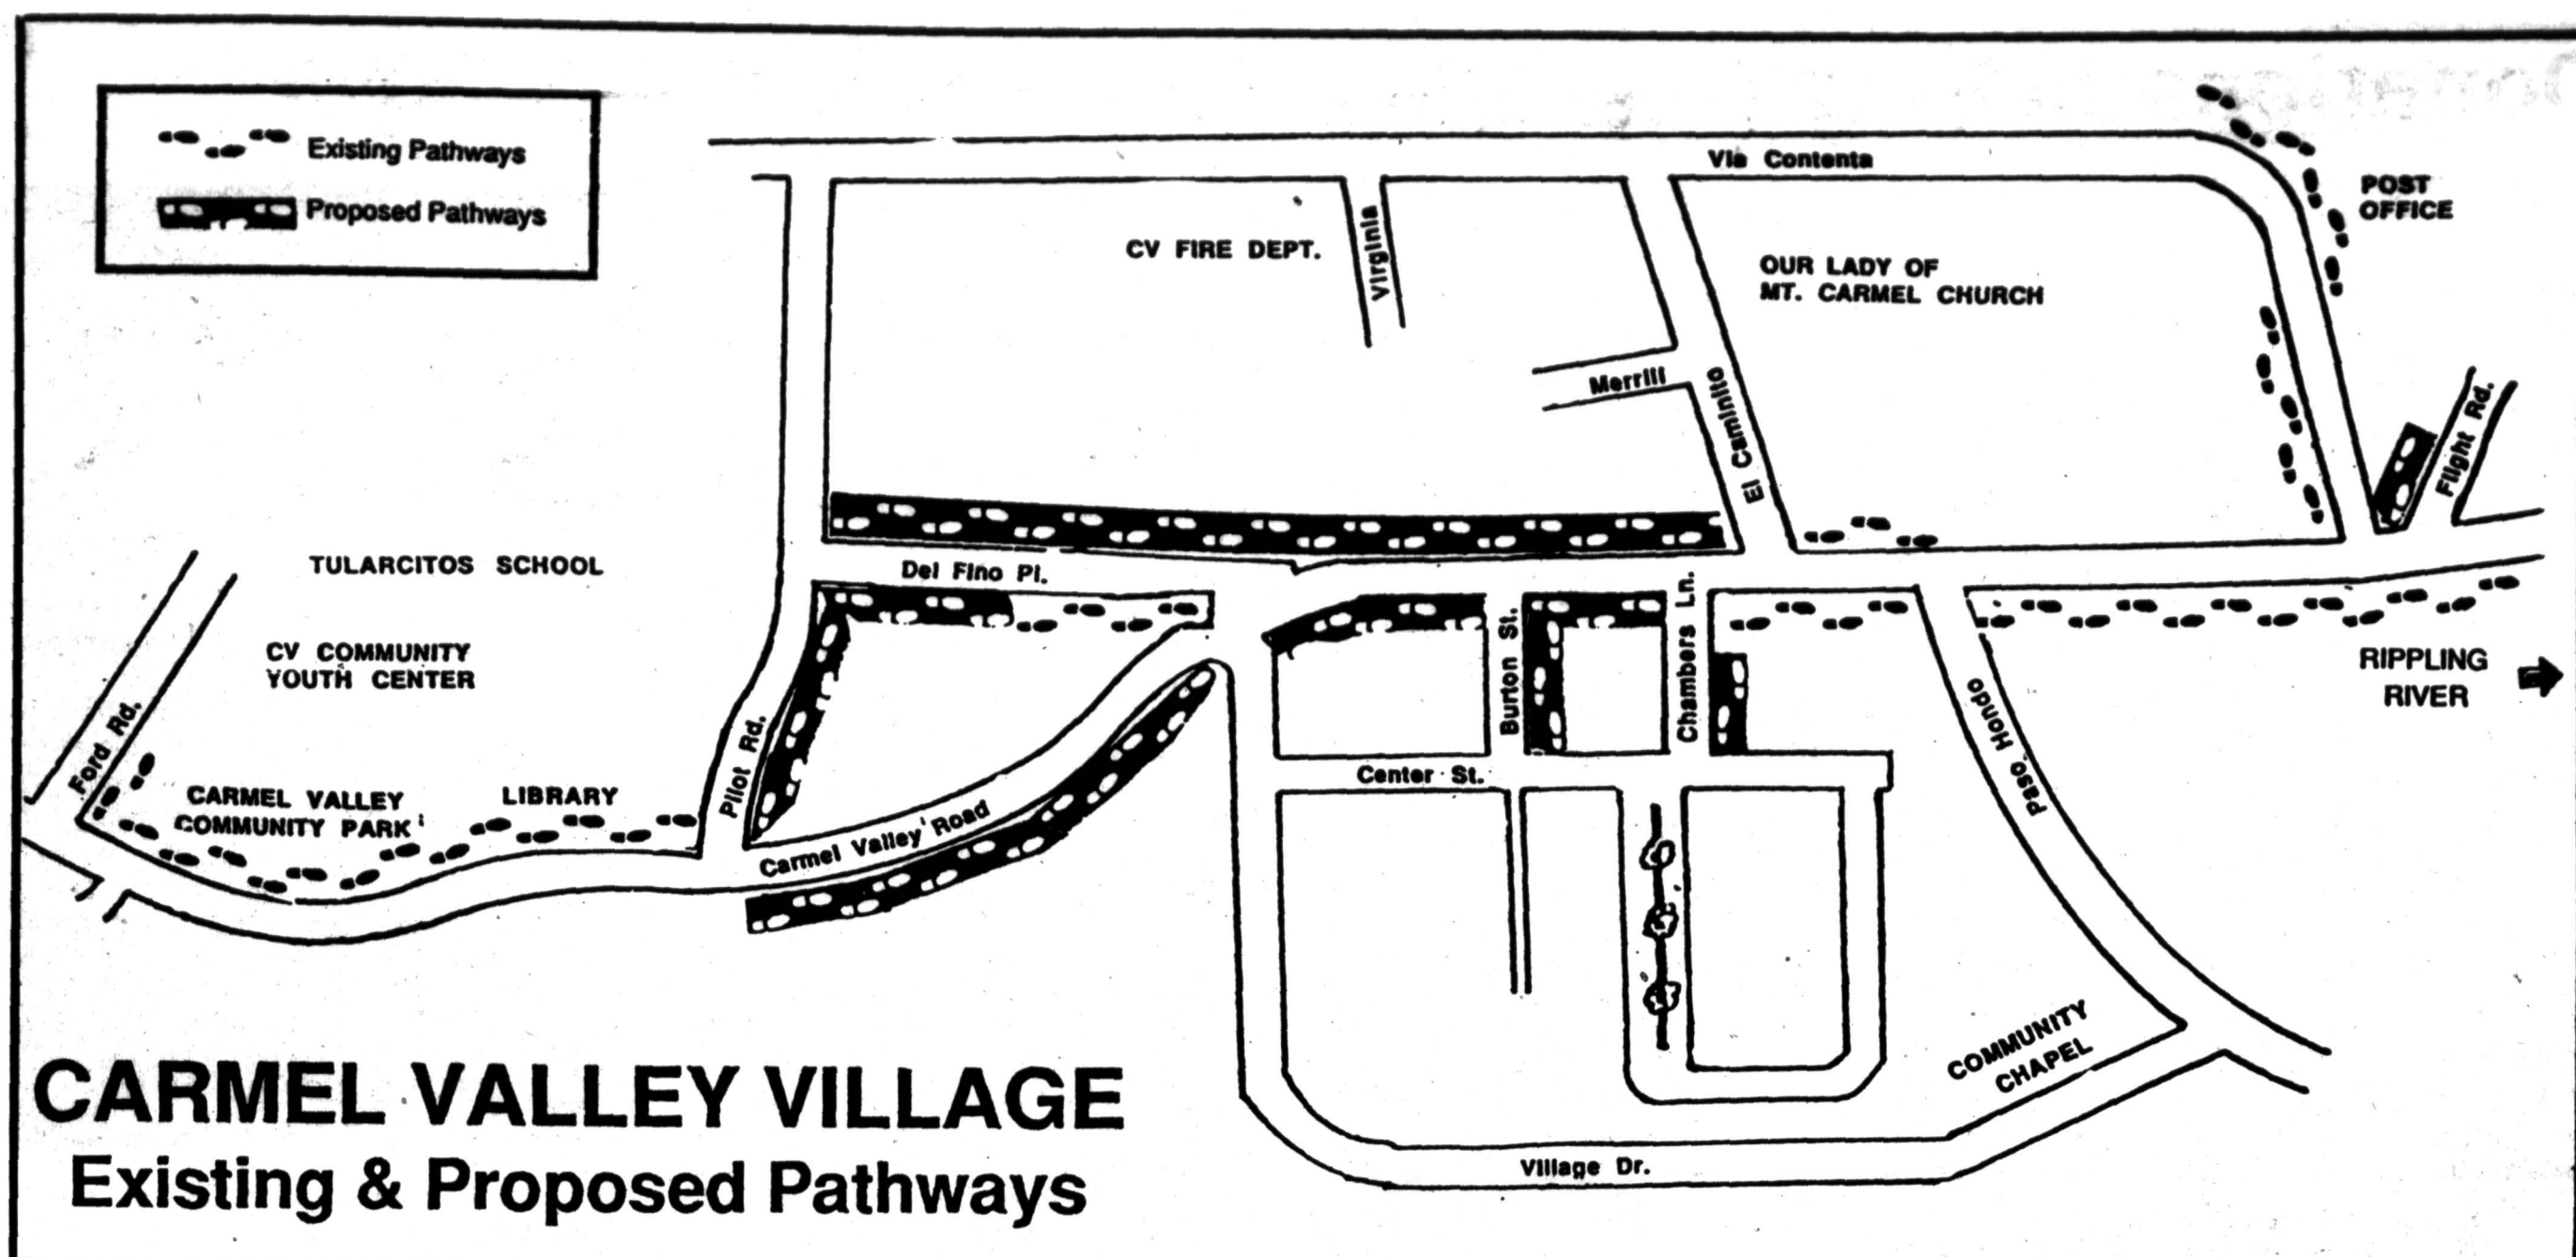 Existing Pathways
Proposed Pathways
Via Contenta
POST
OFFICE
CV FIRE DEPT.
Virginia
OUR LADY OF
MT. CARMEL CHURCH
Merrill
El Caminito
Flight Rd.
TULARCITOS SCHOOL
Del Fino Pl.
CV COMMUNITY
YOUTH CENTER
Ford Rd.
Pilot Rd.
Burton St.
Chambers Ln.
Paso Hondo
RIPPLING
RIVER
CARMEL VALLEY
COMMUNITY PARK
LIBRARY
Carmel Valley Road
Center St.
COMMUNITY
CHAPEL
Village Dr.
CARMEL VALLEY VILLAGE
Existing & Proposed Pathways